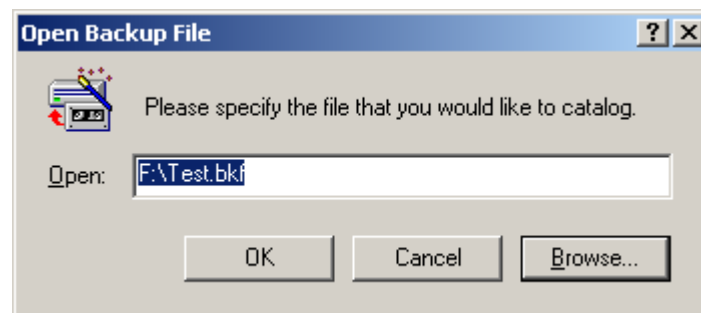 Open Backup File
Please specify the file that you would like to catalog.
Open: F:\Test.bkf
OK Cancel Browse...